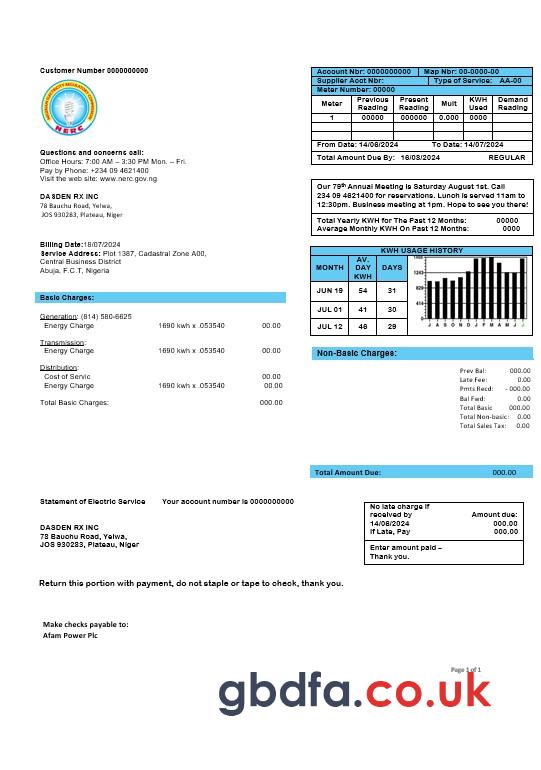 Customer Number 0000000000
NERC
Questions and concerns call:
Office Hours: 7:00 AM – 3:30 PM Mon. – Fri.
Pay by Phone: +234 09 4621400
Visit the web site: www.nerc.gov.ng
DASDEN RX INC
78 Bauchu Road, Yelwa,
JOS 930283, Plateau, Niger
Billing Date:18/07/2024
Service Address: Plot 1387, Cadastral Zone A00,
Central Business District
Abuja, F.C.T, Nigeria
Basic Charges:
Generation: (814) 580-6625
Energy Charge 1690 kwh x .053540 00.00
Transmission:
Energy Charge 1690 kwh x .053540 00.00
Distribution:
Cost of Servic 00.00
Energy Charge 1690 kwh x .053540 00.00
Total Basic Charges: 000.00
Account Nbr: 0000000000 Map Nbr: 00-0000-00
Supplier Acct Nbr: Type of Service: AA-00
Meter Number: 00000
Meter Previous Reading Present Reading Mult KWH Used Demand Reading
1 00000 000000 0.000 0000
From Date: 14/06/2024 To Date: 14/07/2024
Total Amount Due By: 16/03/2024 REGULAR
Our 79th Annual Meeting is Saturday August 1st. Call
234 09 4821400 for reservations. Lunch is served 11am to
12:30pm. Business meeting at 1pm. Hope to see you there!
Total Yearly KWH for The Past 12 Months: 00000
Average Monthly KWH On Past 12 Months: 0000
KWH USAGE HISTORY
MONTH AV. DAY KWH DAYS
JUN 19 54 31
JUL 01 41 30
JUL 12 46 29
J A S O N D J F M A M J J
Non-Basic Charges:
Prev Bal: 000.00
Late Fee: 0.00
Pmts Recd: - 000.00
Bal Fwd: 0.00
Total Basic 000.00
Total Non-basic: 0.00
Total Sales Tax: 0.00
Total Amount Due: 000.00
Statement of Electric Service Your account number is 0000000000
DASDEN RX INC
78 Bauchu Road, Yelwa,
JOS 930283, Plateau, Niger
No late charge if
received by Amount due:
14/08/2024 000.00
If Late, Pay 000.00
Enter amount paid –
Thank you.
Return this portion with payment, do not staple or tape to check, thank you.
Make checks payable to:
Afam Power Plc
Page 1 of 1
gbdfa.co.uk